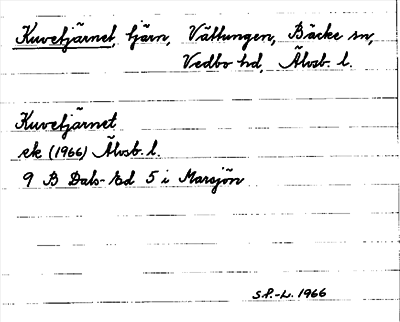 Kuvetjärnet, tjärn, Vättungen, Bäcke sn,
Vedbo hd, Älvsb. l.
Kuvetjärnet
ek (1966) Älvsb. l.
9 B Dals-Ed 5 i Marsjön
S.P.-L. 1966